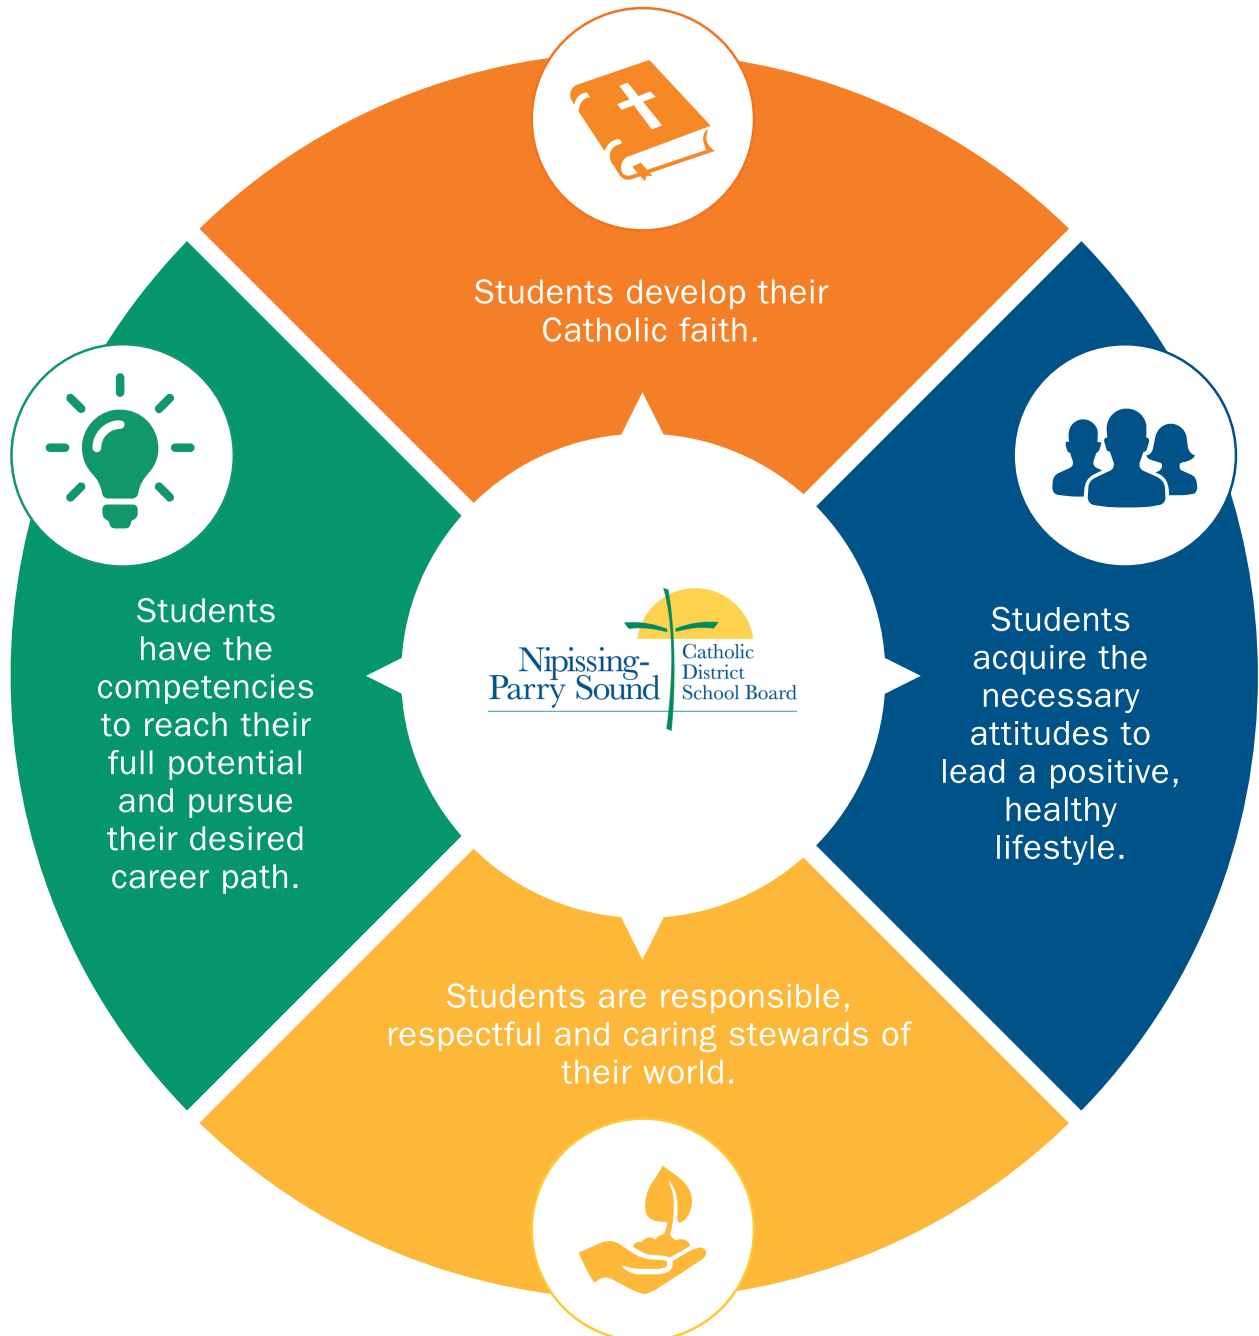 Students develop their
Catholic faith.
Students
have the
competencies
to reach their
full potential
and pursue
their desired
career path.
Nipissing-
Parry Sound
Catholic
District
School Board
Students
acquire the
necessary
attitudes to
lead a positive,
healthy
lifestyle.
Students are responsible,
respectful and caring stewards of
their world.